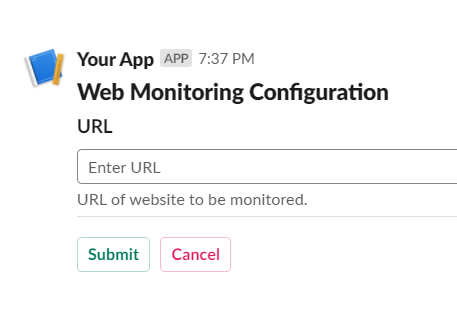 Your App APP 7:37 PM
Web Monitoring Configuration
URL
Enter URL
URL of website to be monitored.
Submit Cancel